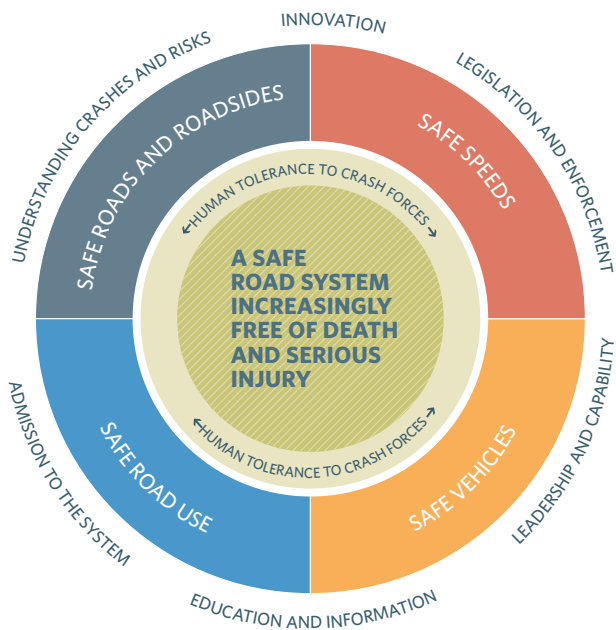 INNOVATION
UNDERSTANDING CRASHES AND RISKS
LEGISLATION AND ENFORCEMENT
SAFE ROADS AND ROADSIDES
SAFE SPEEDS
←HUMAN TOLERANCE TO CRASH FORCES→
A SAFE
ROAD SYSTEM
INCREASINGLY
FREE OF DEATH
AND SERIOUS
INJURY
←HUMAN TOLERANCE TO CRASH FORCES→
SAFE ROAD USE
SAFE VEHICLES
ADMISSION TO THE SYSTEM
LEADERSHIP AND CAPABILITY
EDUCATION AND INFORMATION